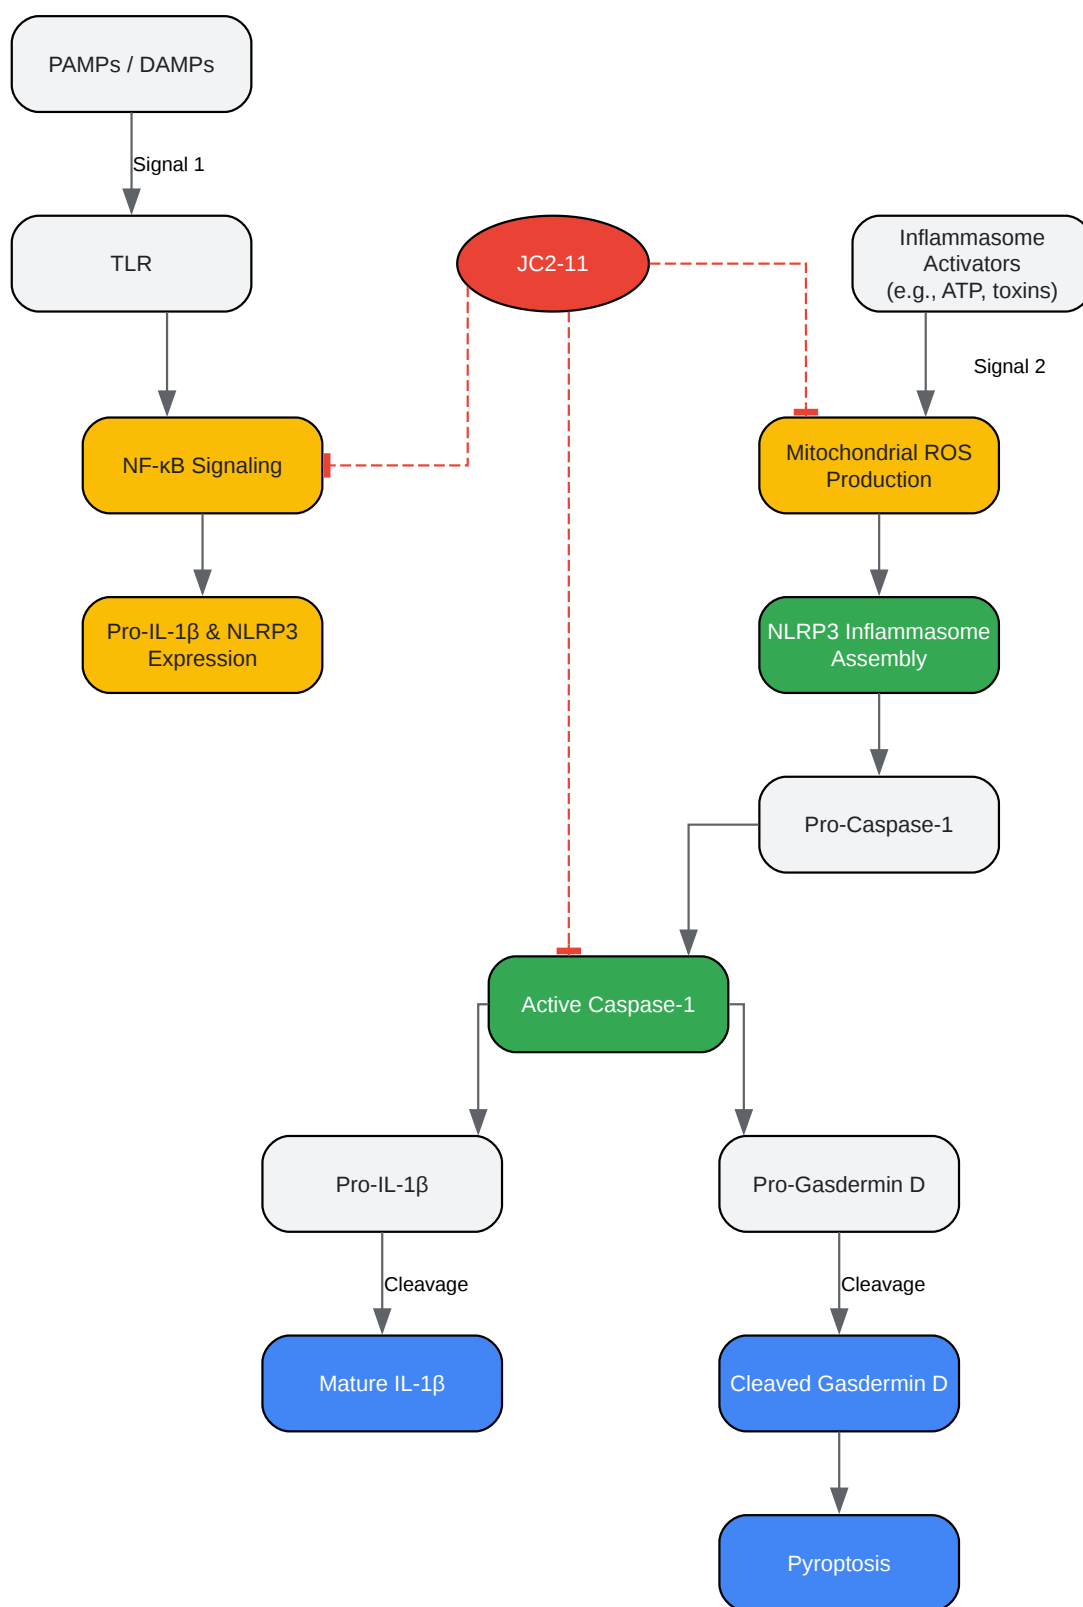 PAMPs / DAMPs
Signal 1
TLR
JC2-11
Inflammasome
Activators
(e.g., ATP, toxins)
Signal 2
NF-κB Signaling
Mitochondrial ROS
Production
Pro-IL-1β & NLRP3
Expression
NLRP3 Inflammasome
Assembly
Pro-Caspase-1
Active Caspase-1
Pro-IL-1β
Pro-Gasdermin D
Cleavage
Cleavage
Mature IL-1β
Cleaved Gasdermin D
Pyroptosis